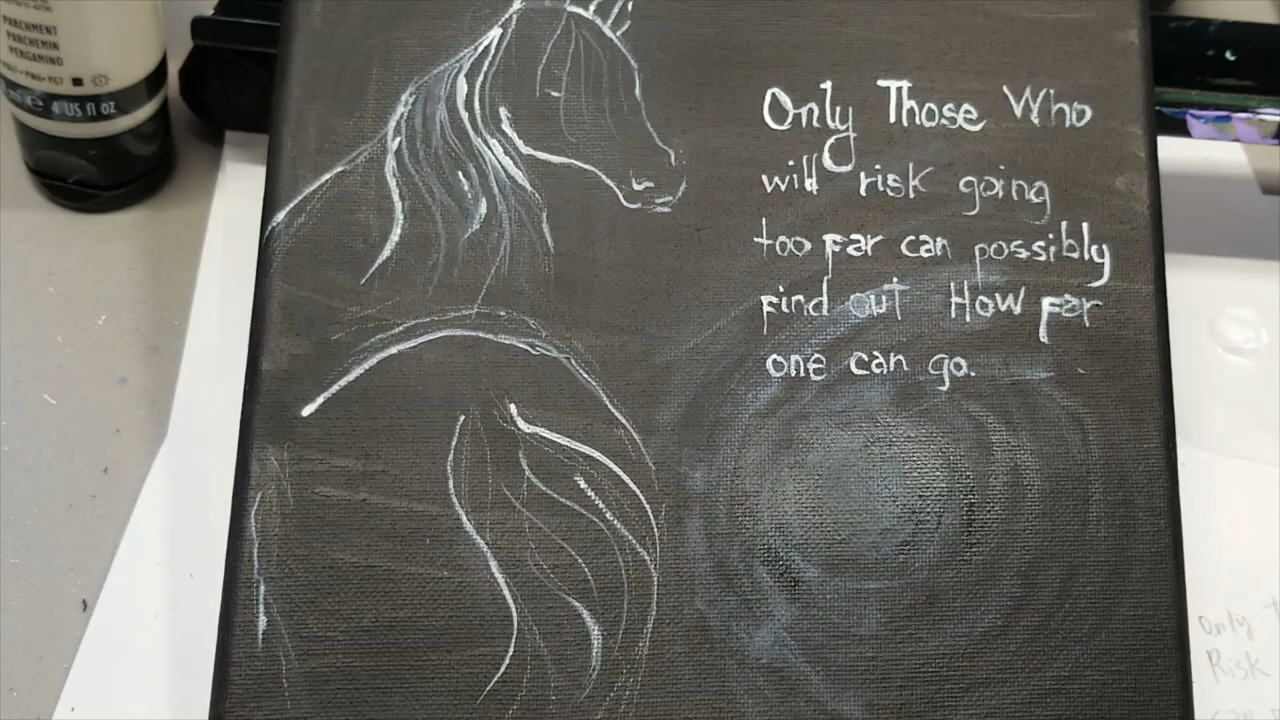 PARCHMENT
PARCHEMIN
PERGAMINO
4 US fl oz
Only Those Who
will risk going
too far can possibly
find out How far
one can go.
only
Risk
can